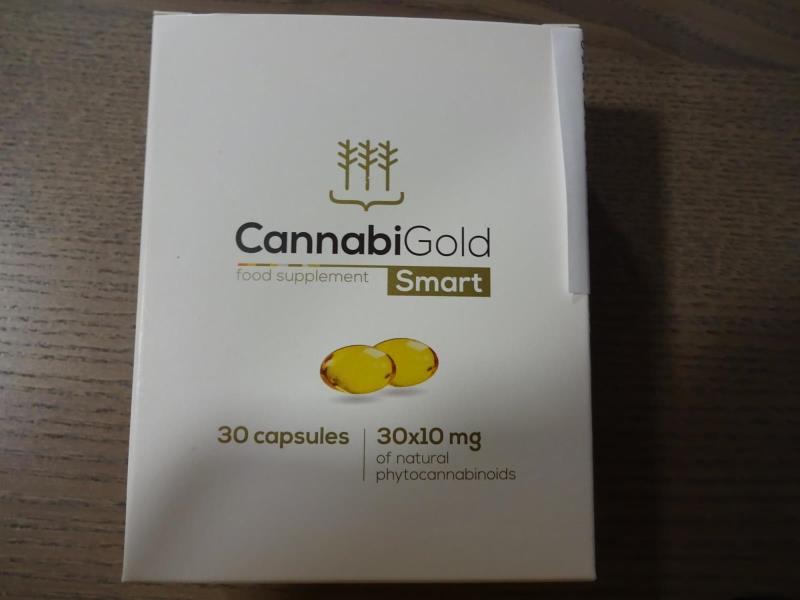 CannabiGold
food supplement
Smart
30 capsules
30x10 mg
of natural
phytocannabinoids